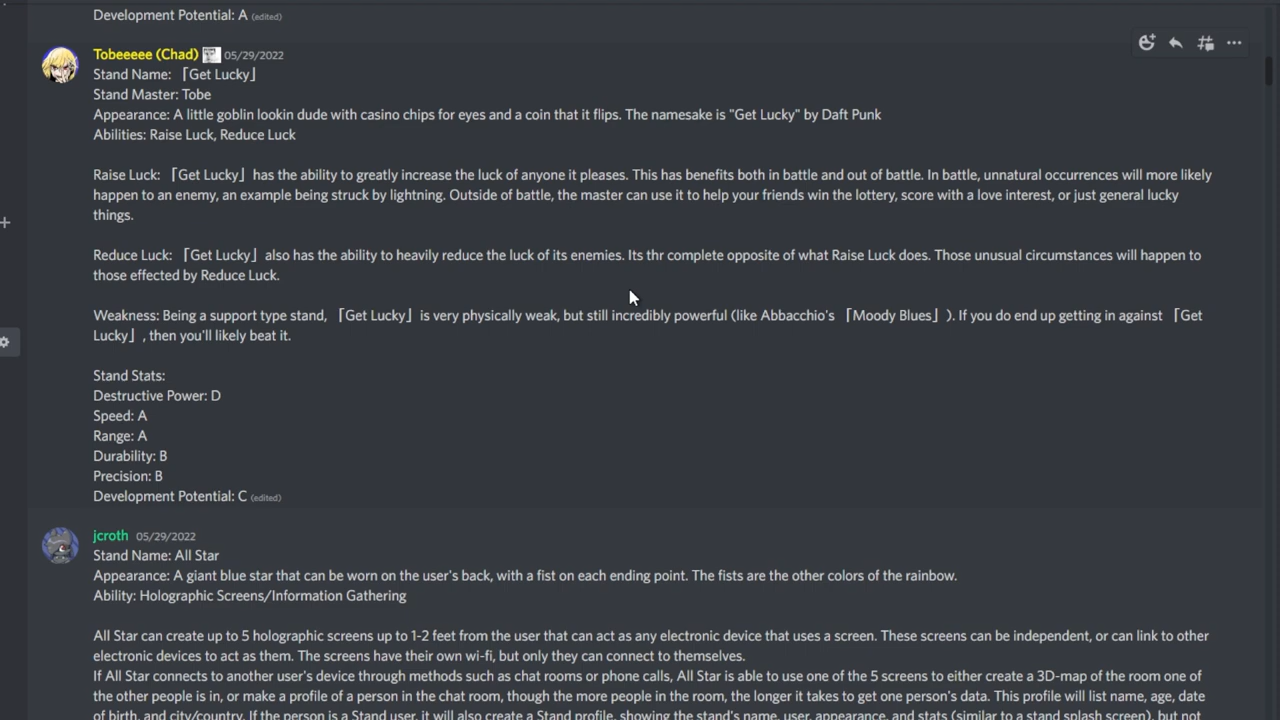 Development Potential: A (edited)
Tobeeeee (Chad) 05/29/2022
Stand Name: 「Get Lucky」
Stand Master: Tobe
Appearance: A little goblin lookin dude with casino chips for eyes and a coin that it flips. The namesake is "Get Lucky" by Daft Punk
Abilities: Raise Luck, Reduce Luck
Raise Luck: 「Get Lucky」 has the ability to greatly increase the luck of anyone it pleases. This has benefits both in battle and out of battle. In battle, unnatural occurrences will more likely
happen to an enemy, an example being struck by lightning. Outside of battle, the master can use it to help your friends win the lottery, score with a love interest, or just general lucky
things.
Reduce Luck: 「Get Lucky」 also has the ability to heavily reduce the luck of its enemies. Its thr complete opposite of what Raise Luck does. Those unusual circumstances will happen to
those effected by Reduce Luck.
Weakness: Being a support type stand, 「Get Lucky」 is very physically weak, but still incredibly powerful (like Abbacchio's 「Moody Blues」 ). If you do end up getting in against 「Get
Lucky」 , then you'll likely beat it.
Stand Stats:
Destructive Power: D
Speed: A
Range: A
Durability: B
Precision: B
Development Potential: C (edited)
jcroth 05/29/2022
Stand Name: All Star
Appearance: A giant blue star that can be worn on the user's back, with a fist on each ending point. The fists are the other colors of the rainbow.
Ability: Holographic Screens/Information Gathering
All Star can create up to 5 holographic screens up to 1-2 feet from the user that can act as any electronic device that uses a screen. These screens can be independent, or can link to other
electronic devices to act as them. The screens have their own wi-fi, but only they can connect to themselves.
If All Star connects to another user's device through methods such as chat rooms or phone calls, All Star is able to use one of the 5 screens to either create a 3D-map of the room one of
the other people is in, or make a profile of a person in the chat room, though the more people in the room, the longer it takes to get one person's data. This profile will list name, age, date
of birth, and city/country. If the person is a Stand user, it will also create a Stand profile, showing the stand's name, user, appearance, and stats (similar to a stand splash screen), but not